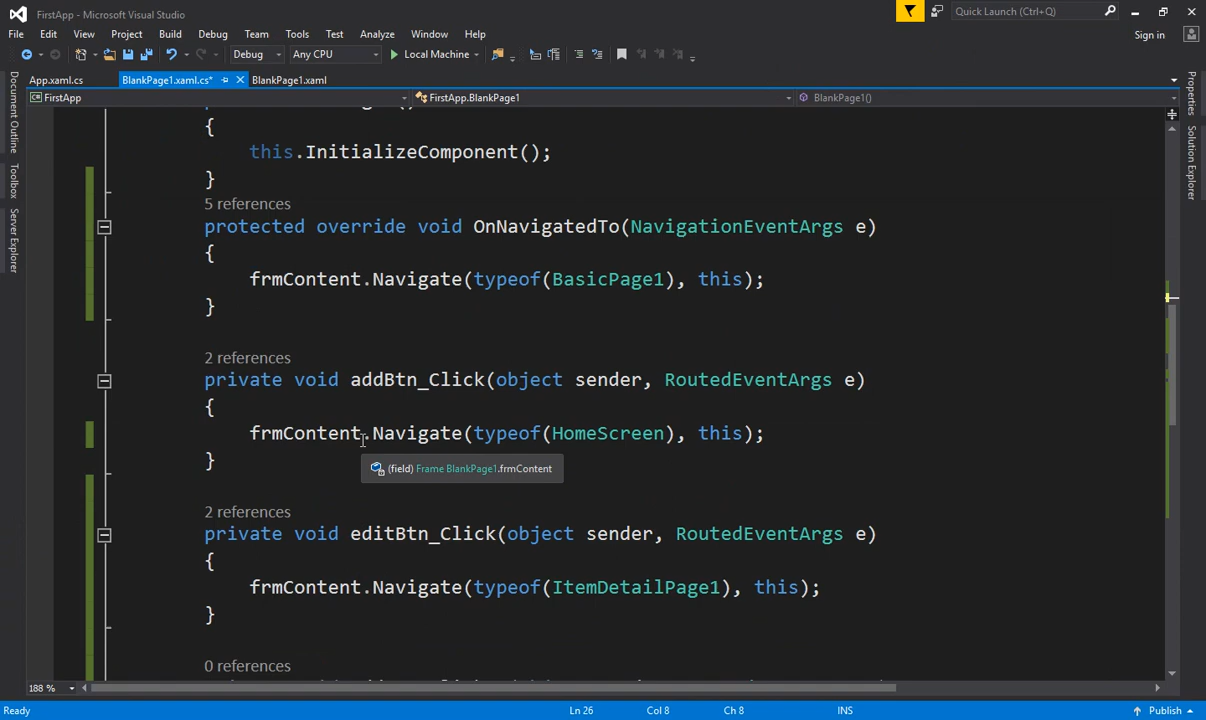 FirstApp - Microsoft Visual Studio
Quick Launch (Ctrl+Q)
File Edit View Project Build Debug Team Tools Test Analyze Window Help
Sign in
Debug Any CPU Local Machine
App.xaml.cs BlankPage1.xaml.cs* BlankPage1.xaml
FirstApp FirstApp.BlankPage1 BlankPage1()
Document Outline
Toolbox
Server Explorer
Properties
Solution Explorer
{
this.InitializeComponent();
}
5 references
protected override void OnNavigatedTo(NavigationEventArgs e)
{
frmContent.Navigate(typeof(BasicPage1), this);
}
2 references
private void addBtn_Click(object sender, RoutedEventArgs e)
{
frmContent.Navigate(typeof(HomeScreen), this);
}
(field) Frame BlankPage1.frmContent
2 references
private void editBtn_Click(object sender, RoutedEventArgs e)
{
frmContent.Navigate(typeof(ItemDetailPage1), this);
}
0 references
188 %
Ready Ln 26 Col 8 Ch 8 INS Publish